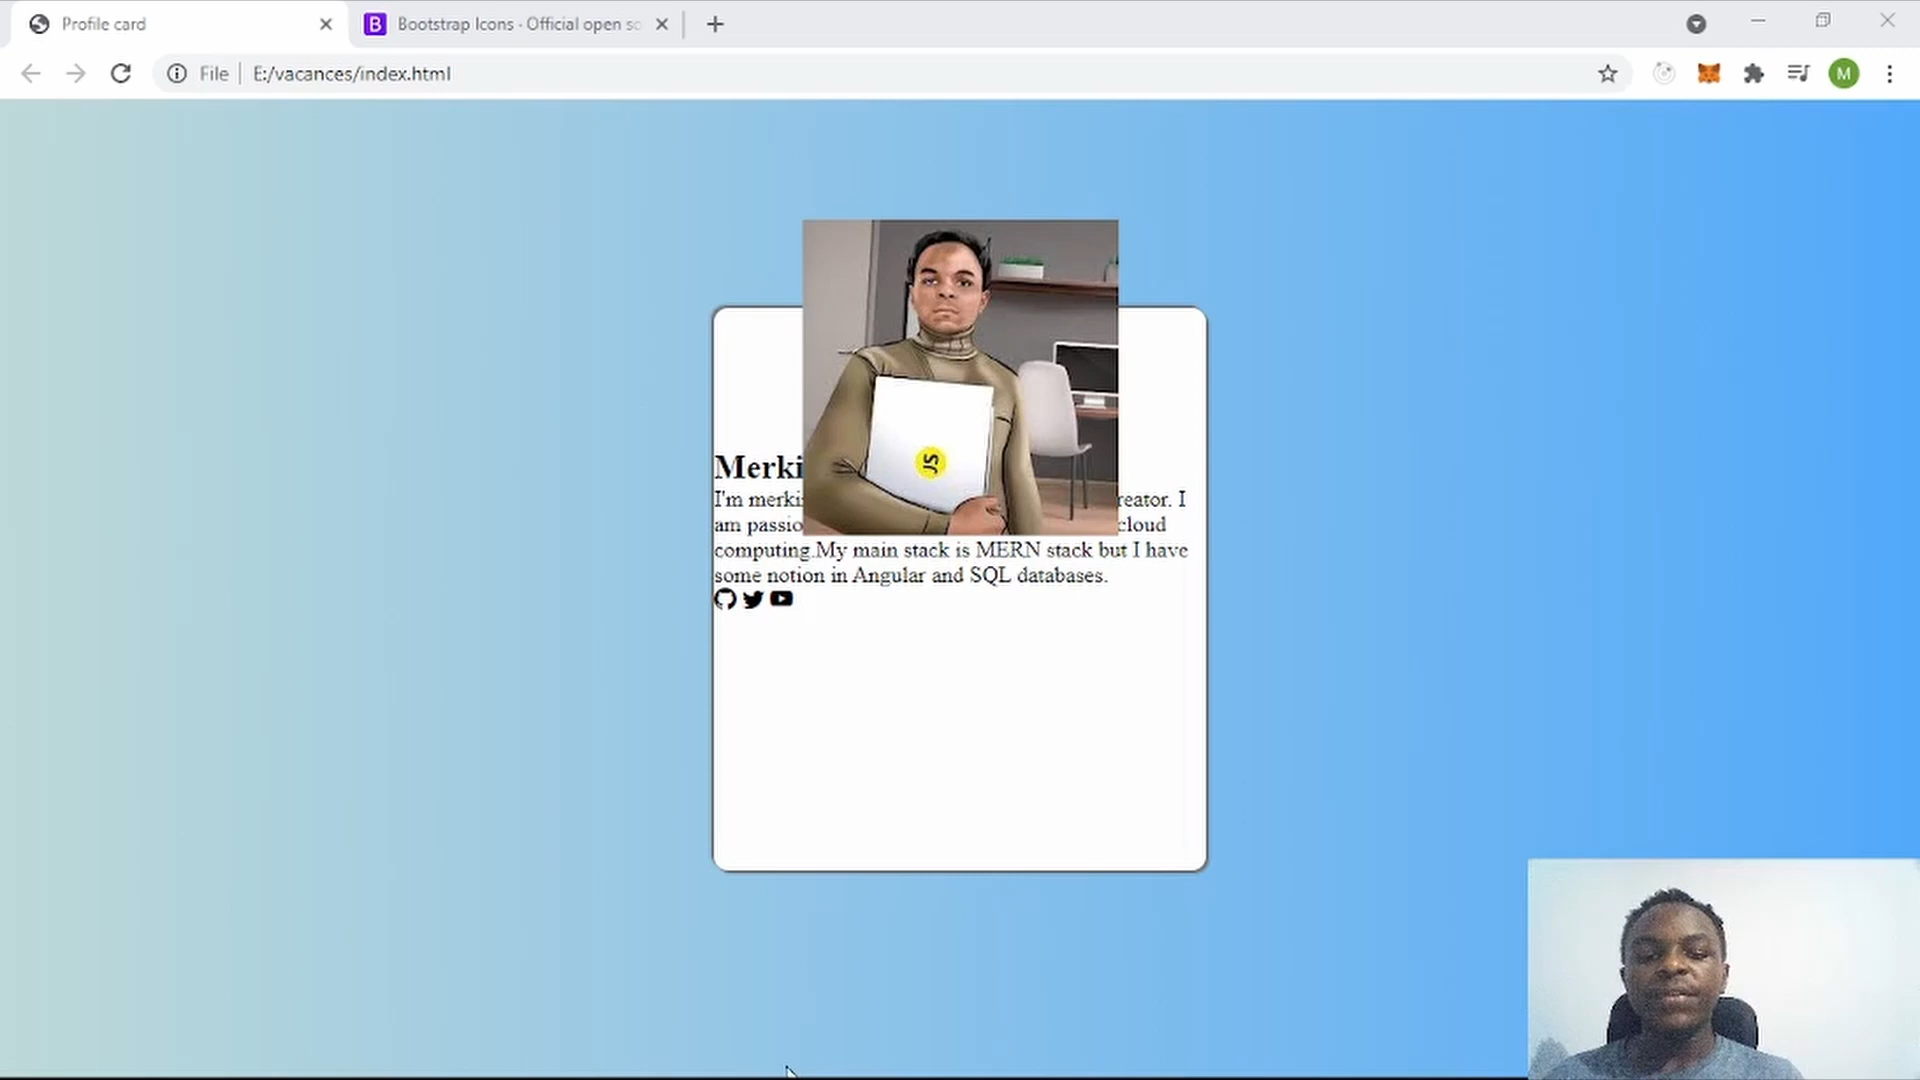 Profile card
Bootstrap Icons - Official open so
File
E:/vacances/index.html
M
JS
Merki
I'm merki
reator. I
am passio
cloud
computing.My main stack is MERN stack but I have
some notion in Angular and SQL databases.